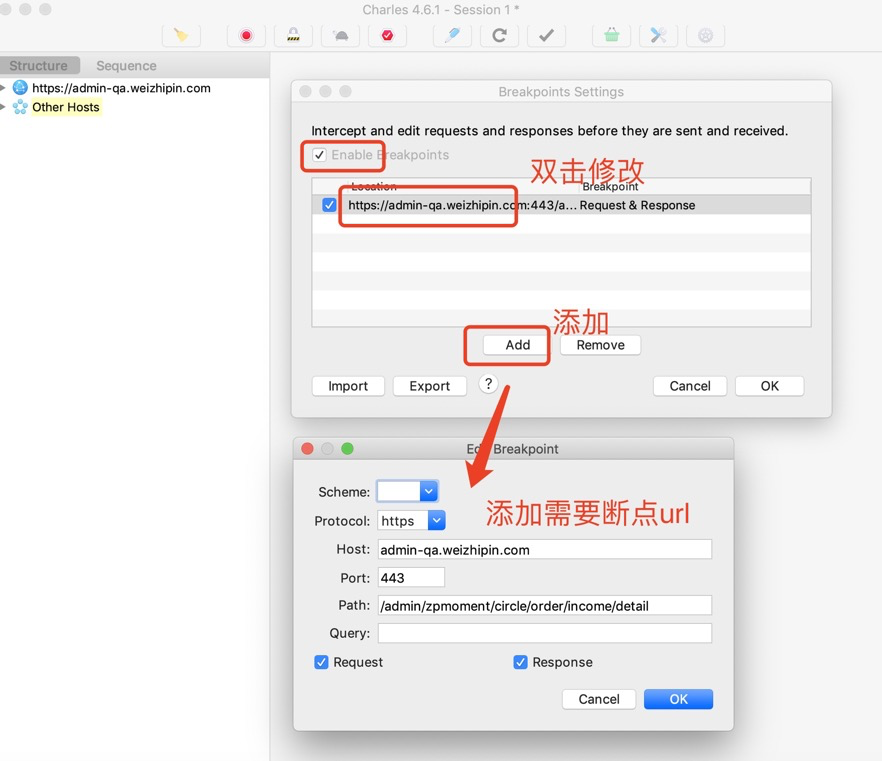 Charles 4.6.1 - Session 1 *
Structure Sequence
https://admin-qa.weizhipin.com
Other Hosts
Breakpoints Settings
Intercept and edit requests and responses before they are sent and received.
Enable Breakpoints
双击修改
Location Breakpoint
https://admin-qa.weizhipin.com:443/a... Request & Response
添加
Add Remove
Import Export ? Cancel OK
Edit Breakpoint
Scheme:
添加需要断点url
Protocol: https
Host: admin-qa.weizhipin.com
Port: 443
Path: /admin/zpmoment/circle/order/income/detail
Query:
Request Response
Cancel OK